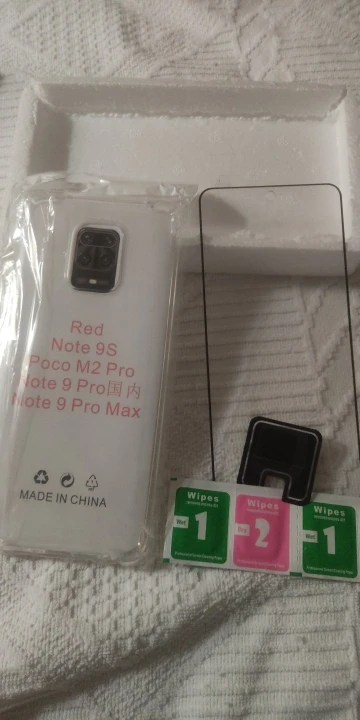 Red
Note 9S
Poco M2 Pro
Note 9 Pro国内
Note 9 Pro Max
MADE IN CHINA
Wipes
Wet
1
Wipes
Dry
2
Wipes
Wet
1